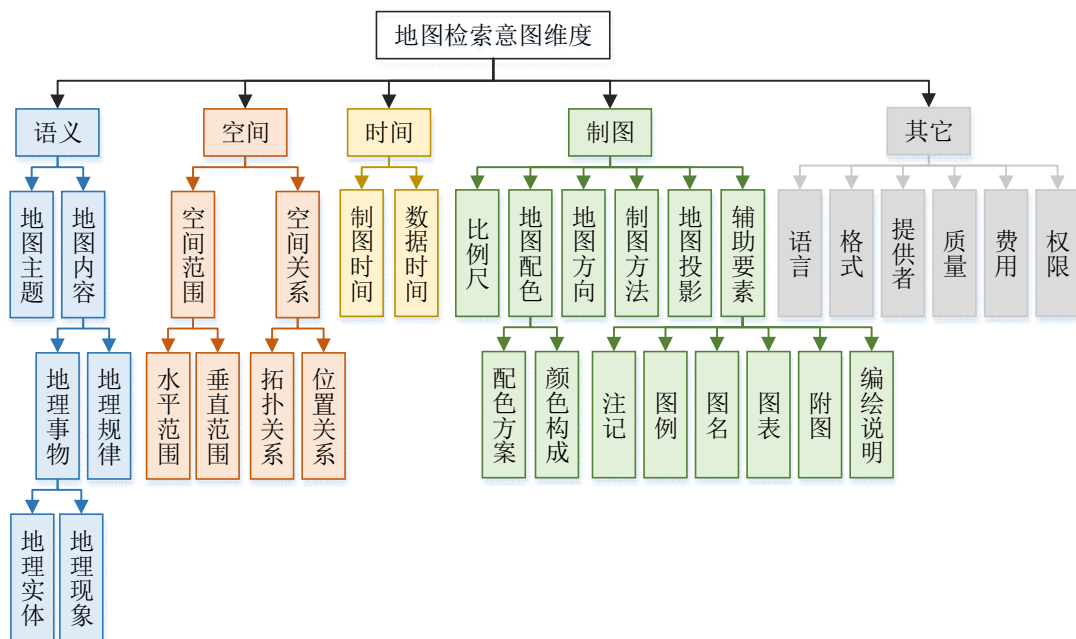 地图检索意图维度
语义
空间
时间
制图
其它
地图主题
地图内容
空间范围
空间关系
制图时间
数据时间
比例尺
地图配色
地图方向
制图方法
地图投影
辅助要素
语言
格式
提供者
质量
费用
权限
地理事物
地理规律
水平范围
垂直范围
拓扑关系
位置关系
配色方案
颜色构成
注记
图例
图名
图表
附图
编绘说明
地理实体
地理现象